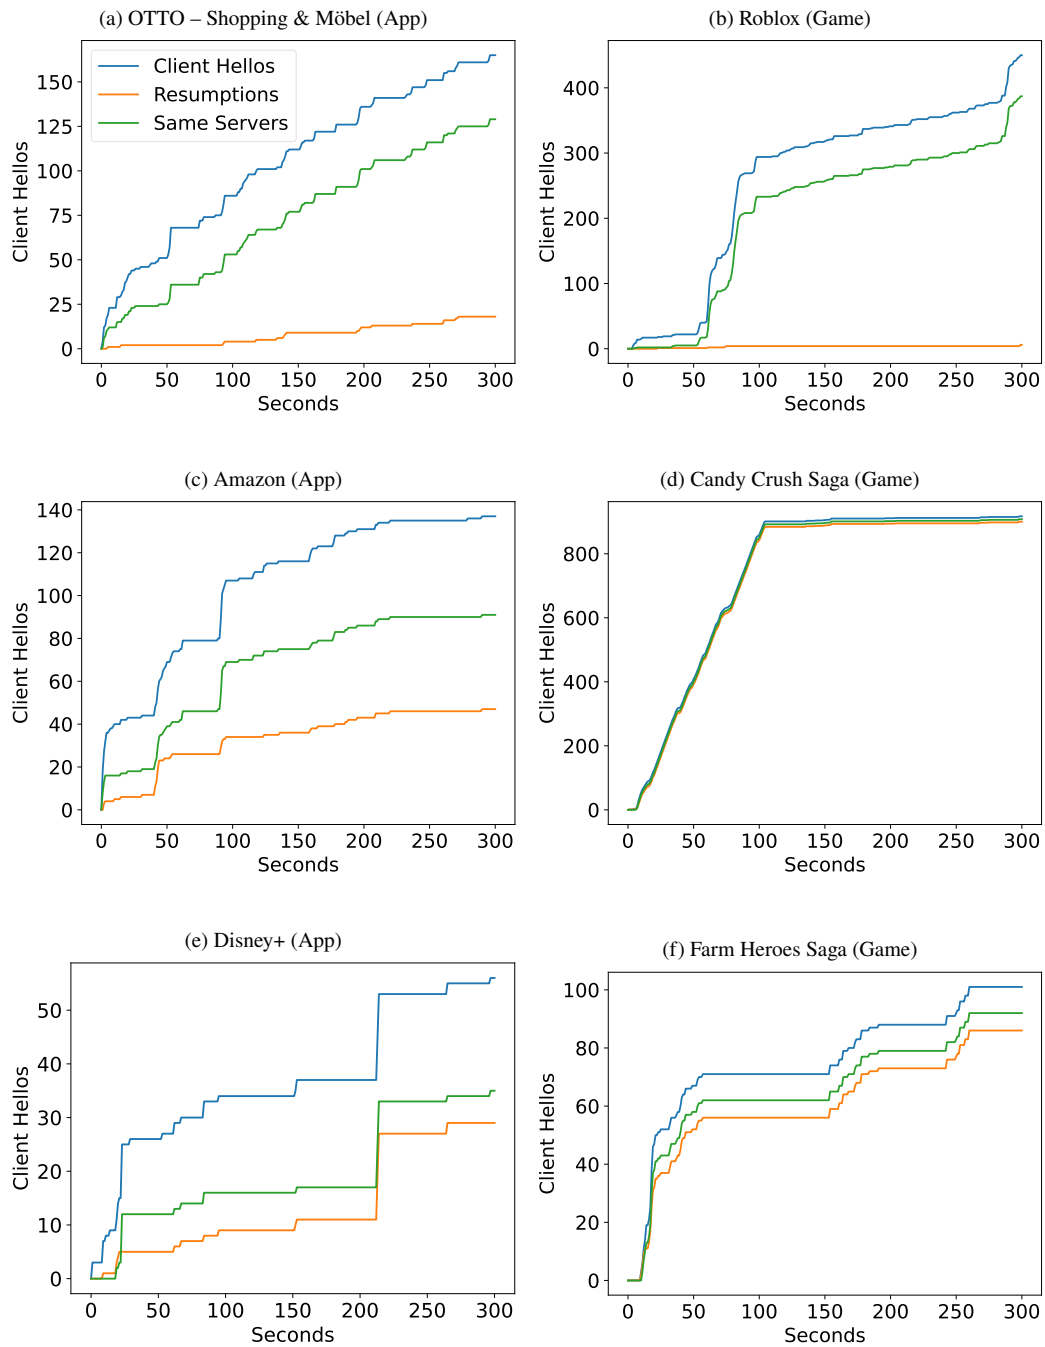 (a) OTTO – Shopping & Möbel (App)
Client Hellos
Resumptions
Same Servers
Client Hellos
150
125
100
75
50
25
0
0 50 100 150 200 250 300
Seconds
(b) Roblox (Game)
Client Hellos
400
300
200
100
0
0 50 100 150 200 250 300
Seconds
(c) Amazon (App)
Client Hellos
140
120
100
80
60
40
20
0
0 50 100 150 200 250 300
Seconds
(d) Candy Crush Saga (Game)
Client Hellos
800
600
400
200
0
0 50 100 150 200 250 300
Seconds
(e) Disney+ (App)
Client Hellos
50
40
30
20
10
0
0 50 100 150 200 250 300
Seconds
(f) Farm Heroes Saga (Game)
Client Hellos
100
80
60
40
20
0
0 50 100 150 200 250 300
Seconds